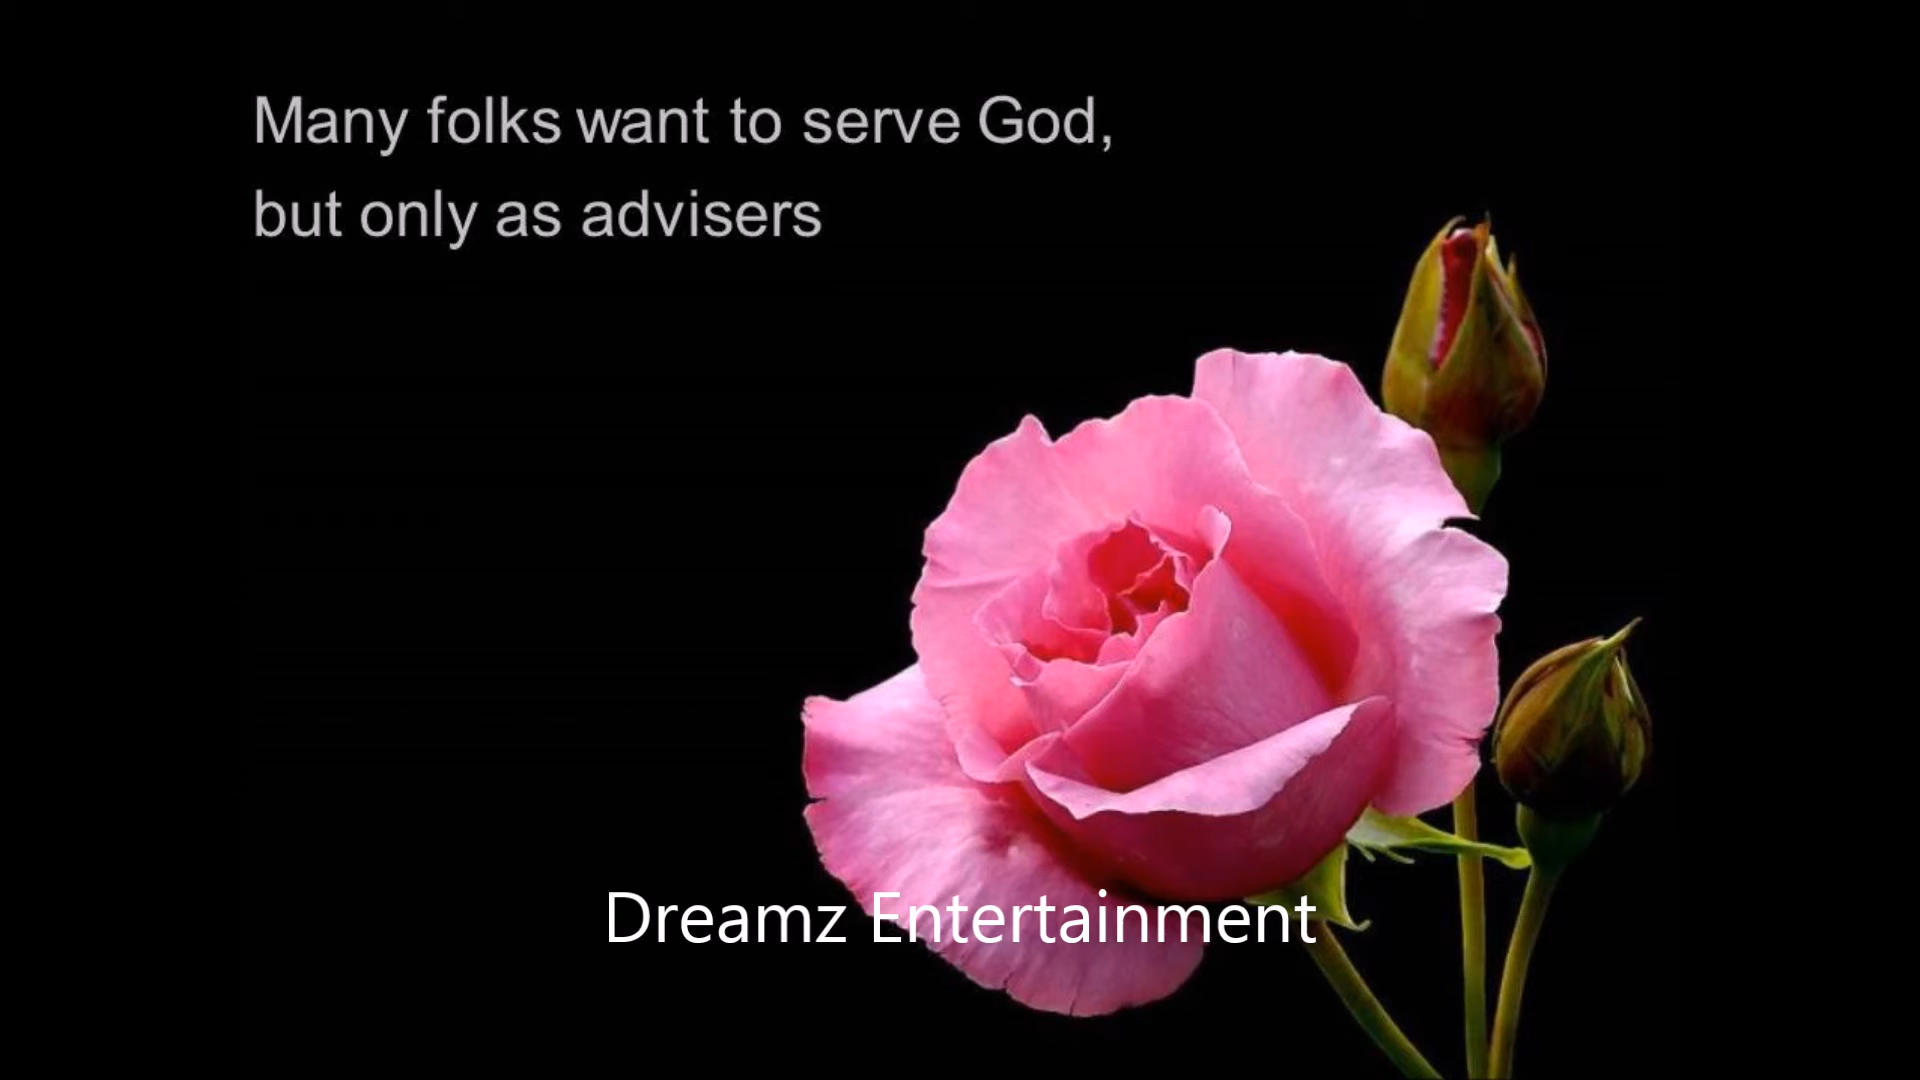 Many folks want to serve God,
but only as advisers
Dreamz Entertainment